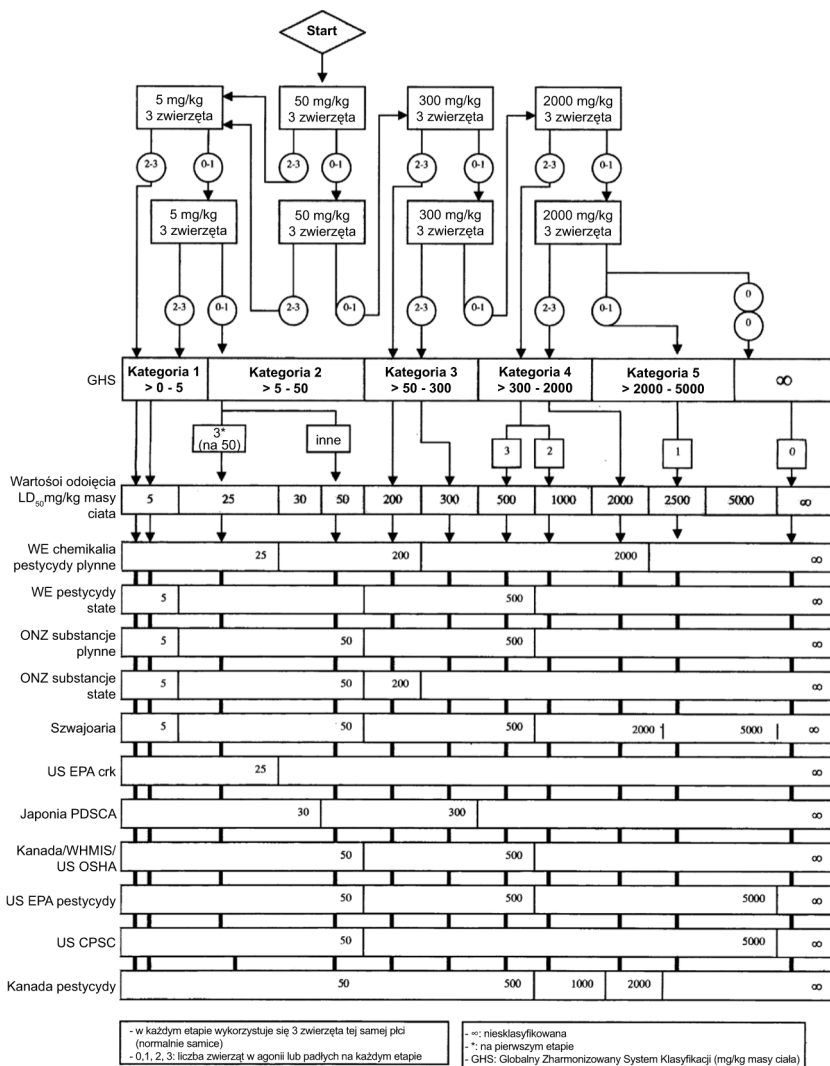 Start
5 mg/kg
3 zwierzęta
50 mg/kg
3 zwierzęta
300 mg/kg
3 zwierzęta
2000 mg/kg
3 zwierzęta
2-3 0-1 2-3 0-1 2-3 0-1 2-3 0-1
5 mg/kg
3 zwierzęta
50 mg/kg
3 zwierzęta
300 mg/kg
3 zwierzęta
2000 mg/kg
3 zwierzęta
2-3 0-1 2-3 0-1 2-3 0-1 2-3 0-1 0
0
GHS
Kategoria 1
> 0 - 5
Kategoria 2
> 5 - 50
Kategoria 3
> 50 - 300
Kategoria 4
> 300 - 2000
Kategoria 5
> 2000 - 5000
∞
3*
(na 50)
inne
3 2 1 0
Wartości odoięcia
LD50mg/kg masy
ciata
5 25 30 50 200 300 500 1000 2000 2500 5000 ∞
WE chemikalia
pestycydy plynne
25 200 2000 ∞
WE pestycydy
state
5 500 ∞
ONZ substancje
plynne
5 50 500 ∞
ONZ substancje
state
5 50 200 ∞
Szwajoaria
5 50 500 2000 5000 ∞
US EPA crk
25 ∞
Japonia PDSCA
30 300 ∞
Kanada/WHMIS/
US OSHA
50 500 ∞
US EPA pestycydy
50 500 5000 ∞
US CPSC
50 5000 ∞
Kanada pestycydy
50 500 1000 2000 ∞
- w każdym etapie wykorzystuje się 3 zwierzęta tej samej płci
(normalnie samice)
- 0,1, 2, 3: liczba zwierząt w agonii lub padłych na każdym etapie
- ∞: niesklasyfikowana
- *: na pierwszym etapie
- GHS: Globalny Zharmonizowany System Klasyfikacji (mg/kg masy ciała)